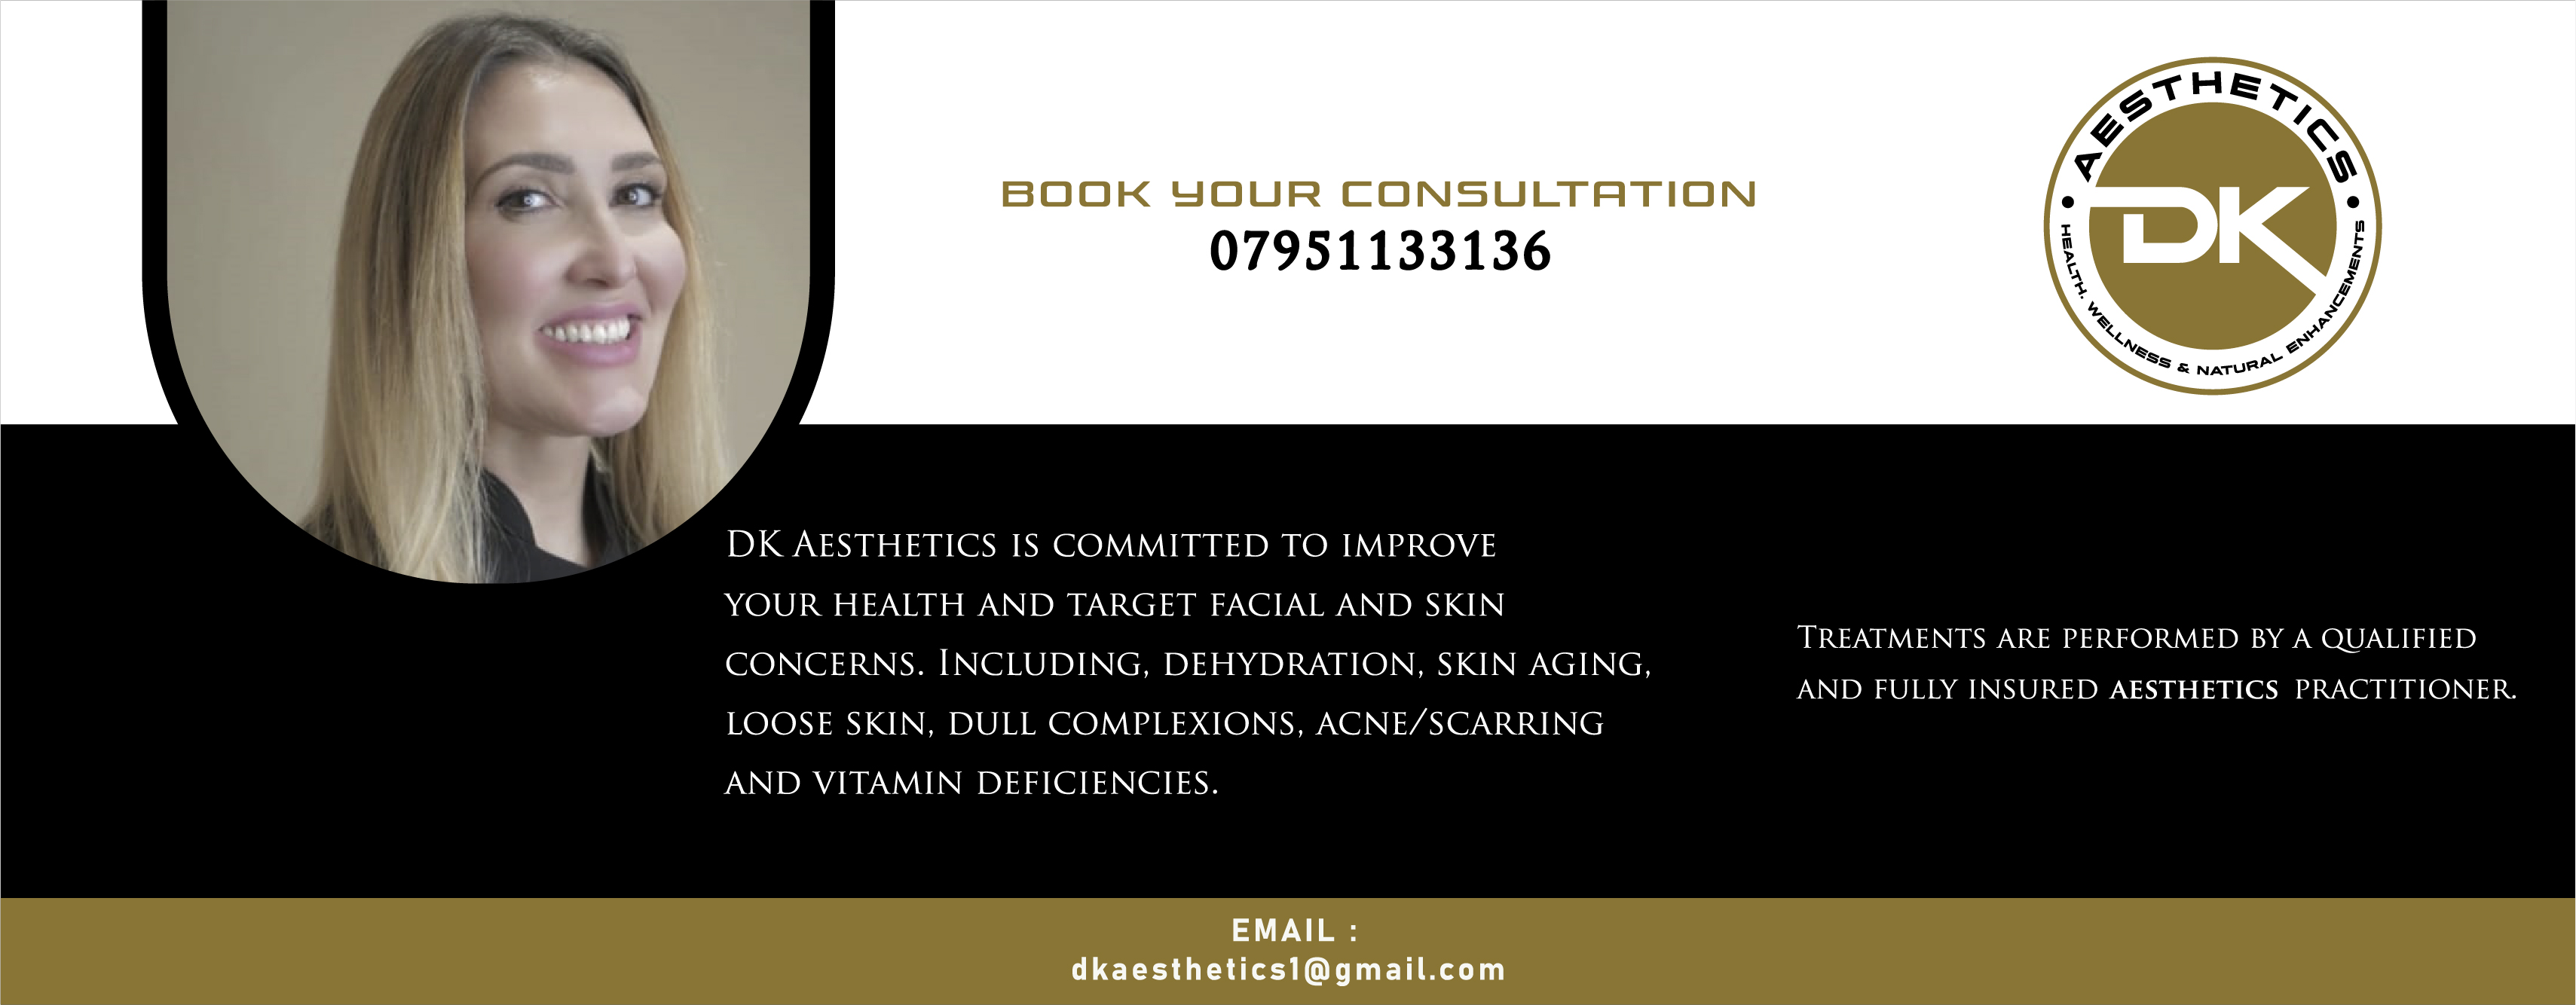 BOOK YOUR CONSULTATION
07951133136
AESTHETICS
DK
HEALTH. WELLNESS & NATURAL ENHANCEMENTS
DK Aesthetics is committed to improve
your health and target facial and skin
concerns. Including, dehydration, skin aging,
loose skin, dull complexions, acne/scarring
and vitamin deficiencies.
Treatments are performed by a qualified
and fully insured aesthetics practitioner.
EMAIL :
dkaesthetics1@gmail.com